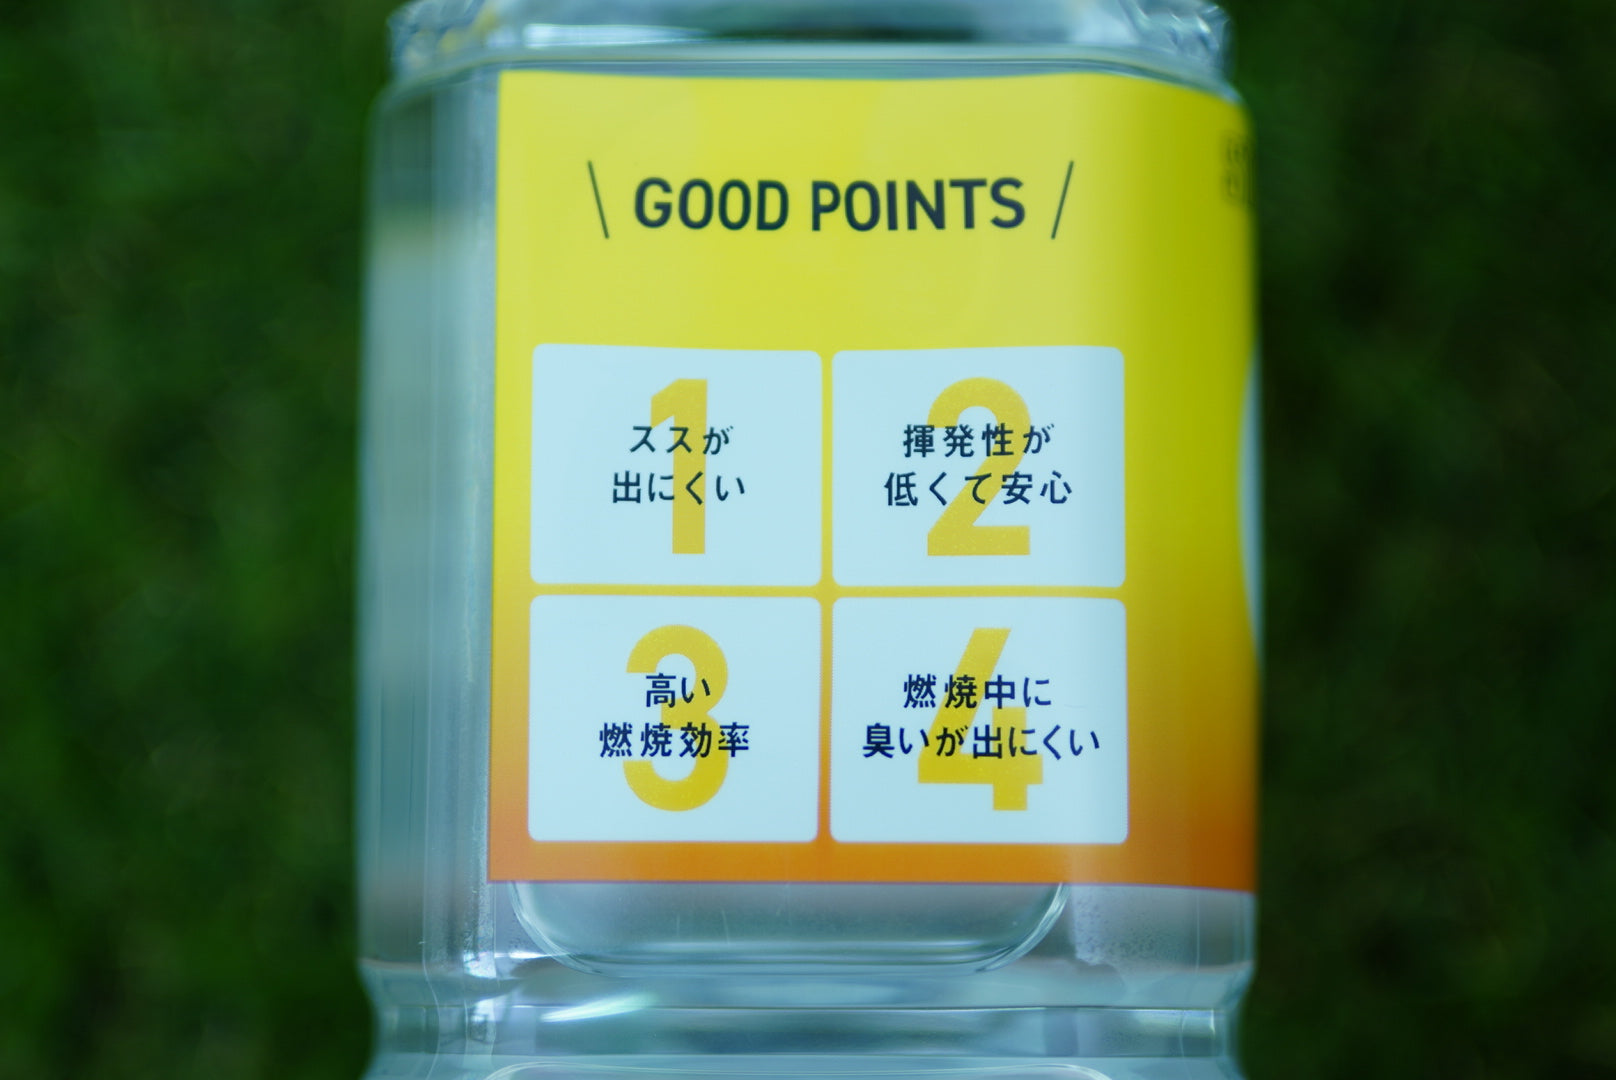 \ GOOD POINTS /
1
ススが
出にくい
2
揮発性が
低くて安心
3
高い
燃焼効率
4
燃焼中に
臭いが出にくい